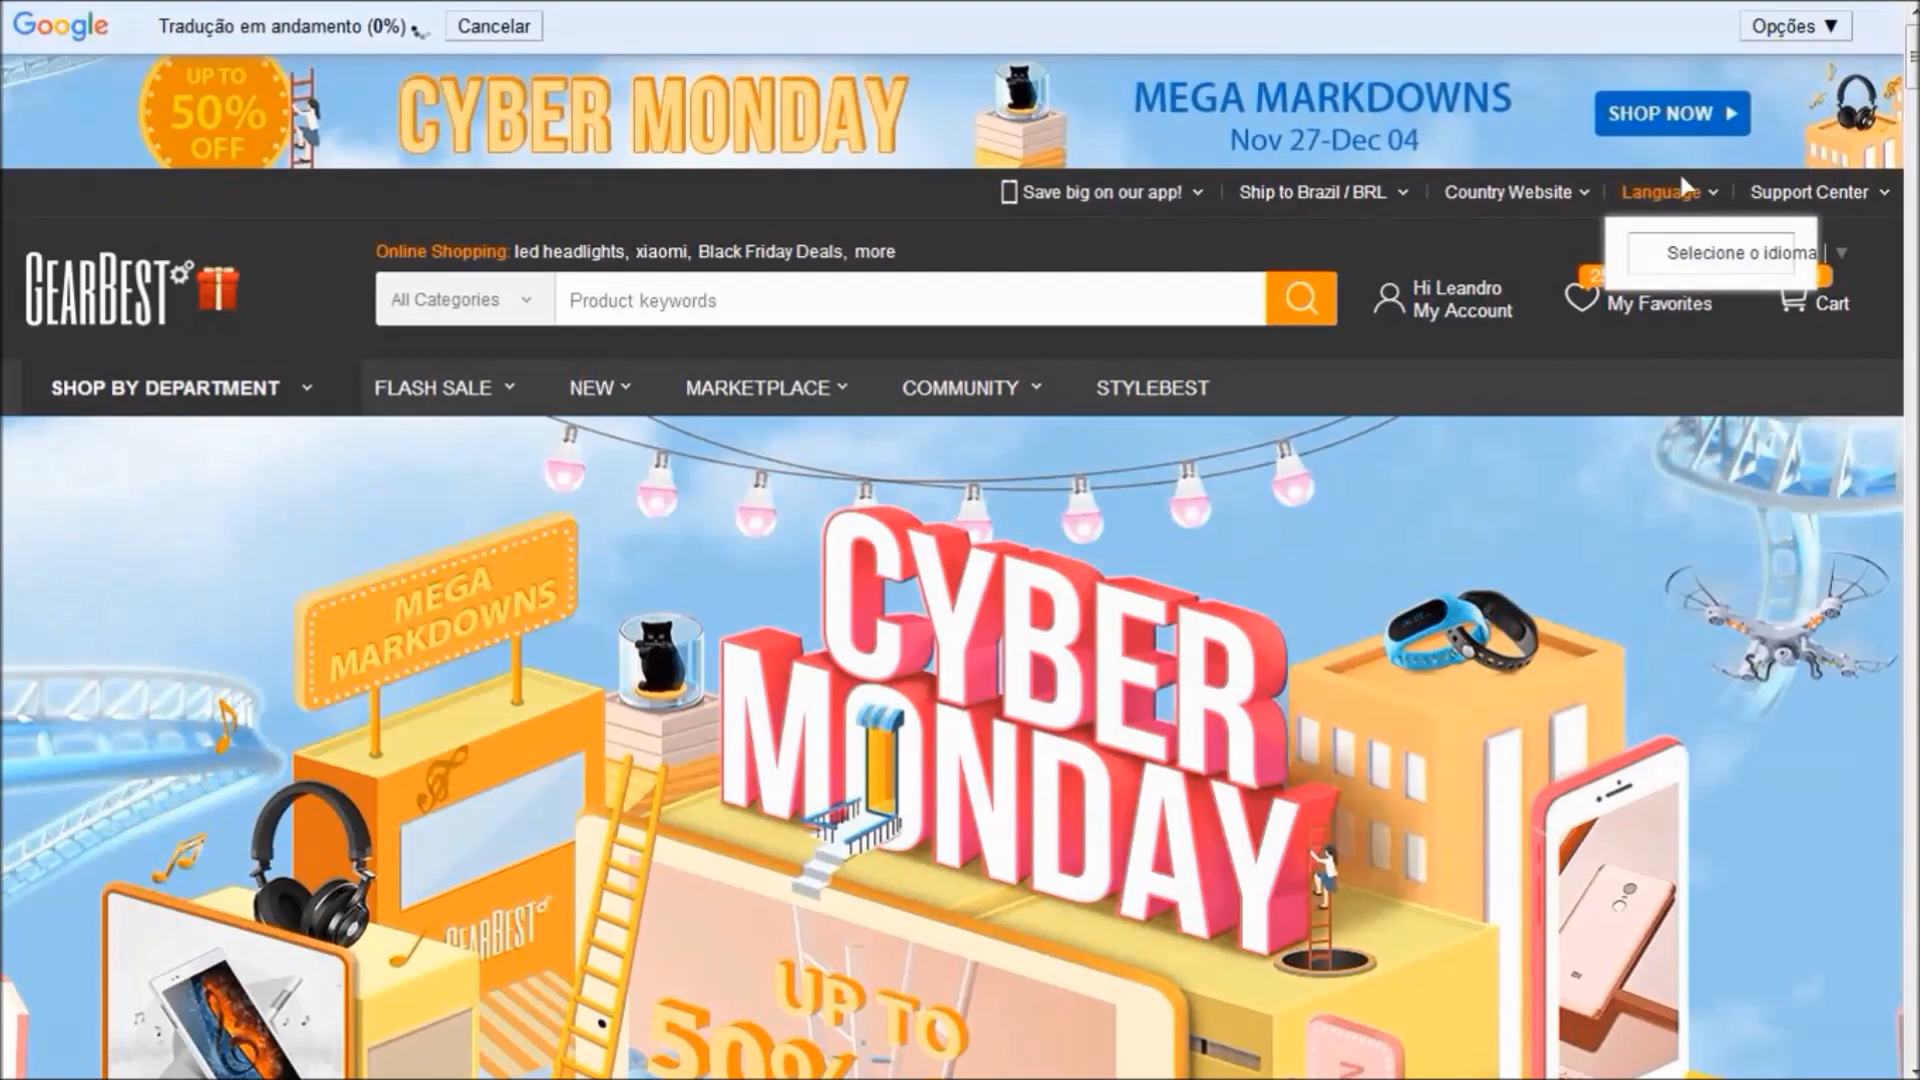 Google
Tradução em andamento (0%)
Cancelar
Opções ▼
UP TO
50%
OFF
CYBER MONDAY
MEGA MARKDOWNS
Nov 27-Dec 04
SHOP NOW
Save big on our app!
Ship to Brazil / BRL
Country Website
Language
Support Center
Selecione o idioma
GEARBEST
Online Shopping: led headlights, xiaomi, Black Friday Deals, more
All Categories
Product keywords
Hi Leandro
My Account
My Favorites
Cart
SHOP BY DEPARTMENT
FLASH SALE
NEW
MARKETPLACE
COMMUNITY
STYLEBEST
MEGA
MARKDOWNS
CYBER
MONDAY
GEARBEST
UP TO
50%